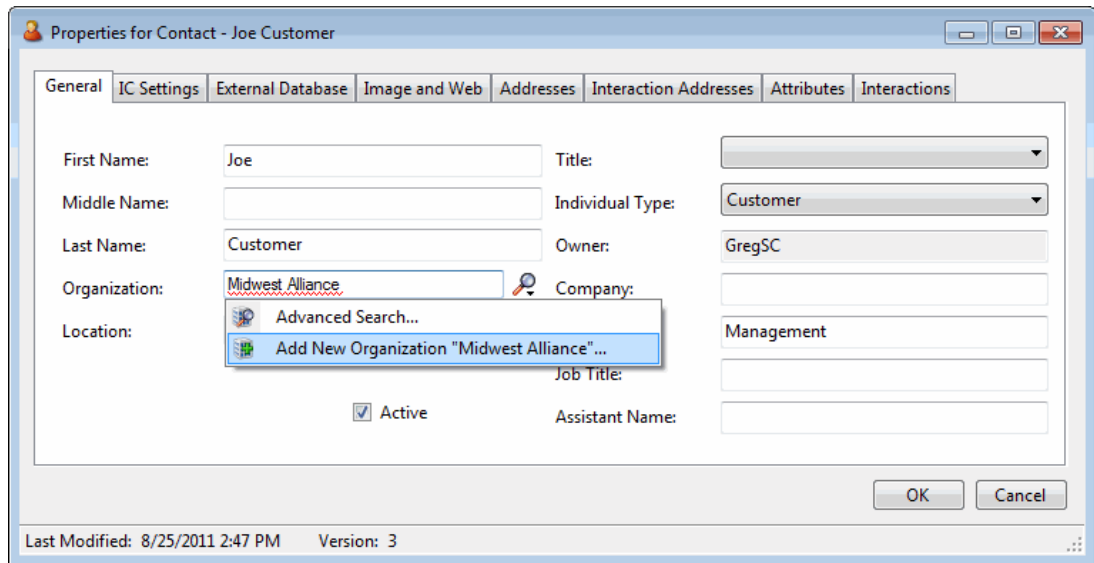 Properties for Contact - Joe Customer
General IC Settings External Database Image and Web Addresses Interaction Addresses Attributes Interactions
First Name: Joe Title:
Middle Name: Individual Type: Customer
Last Name: Customer Owner: GregSC
Organization: Midwest Alliance Company:
Advanced Search...
Location: Management
Add New Organization "Midwest Alliance"...
Job Title:
Active
Assistant Name:
OK Cancel
Last Modified: 8/25/2011 2:47 PM Version: 3